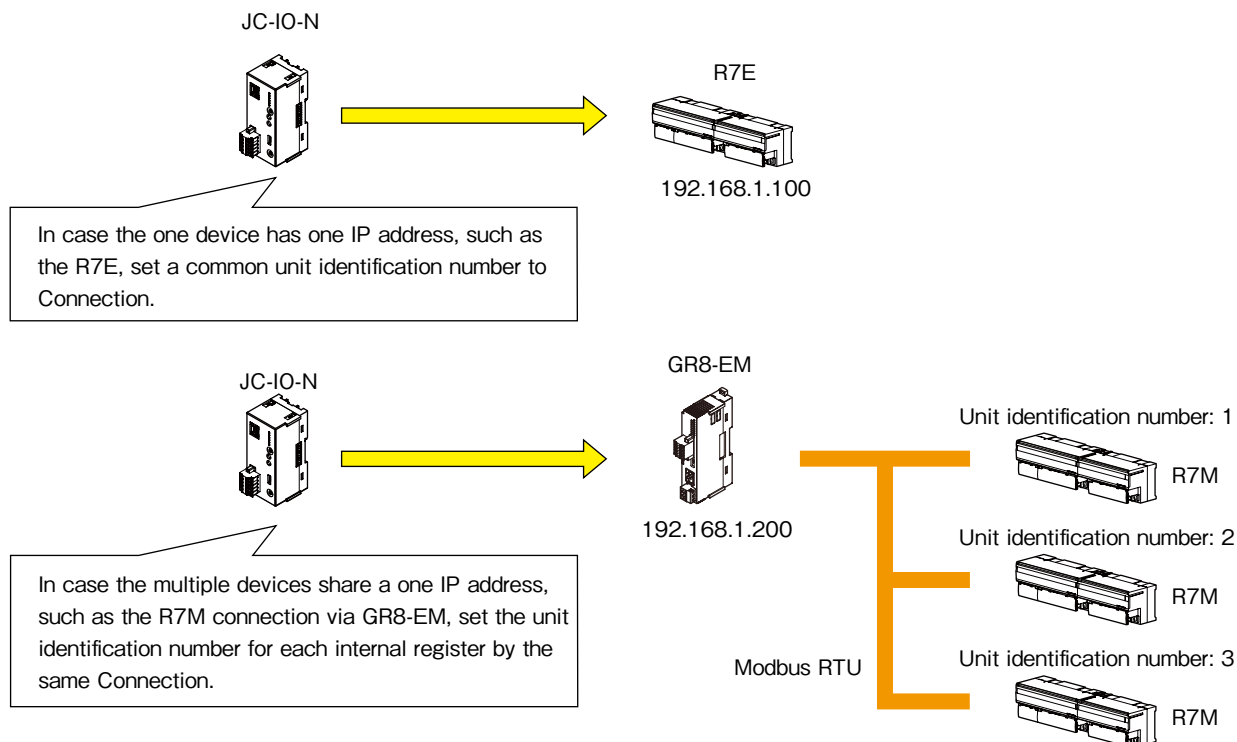 JC-IO-N
R7E
192.168.1.100
In case the one device has one IP address, such as
the R7E, set a common unit identification number to
Connection.
JC-IO-N
GR8-EM
192.168.1.200
In case the multiple devices share a one IP address,
such as the R7M connection via GR8-EM, set the unit
identification number for each internal register by the
same Connection.
Modbus RTU
Unit identification number: 1
R7M
Unit identification number: 2
R7M
Unit identification number: 3
R7M